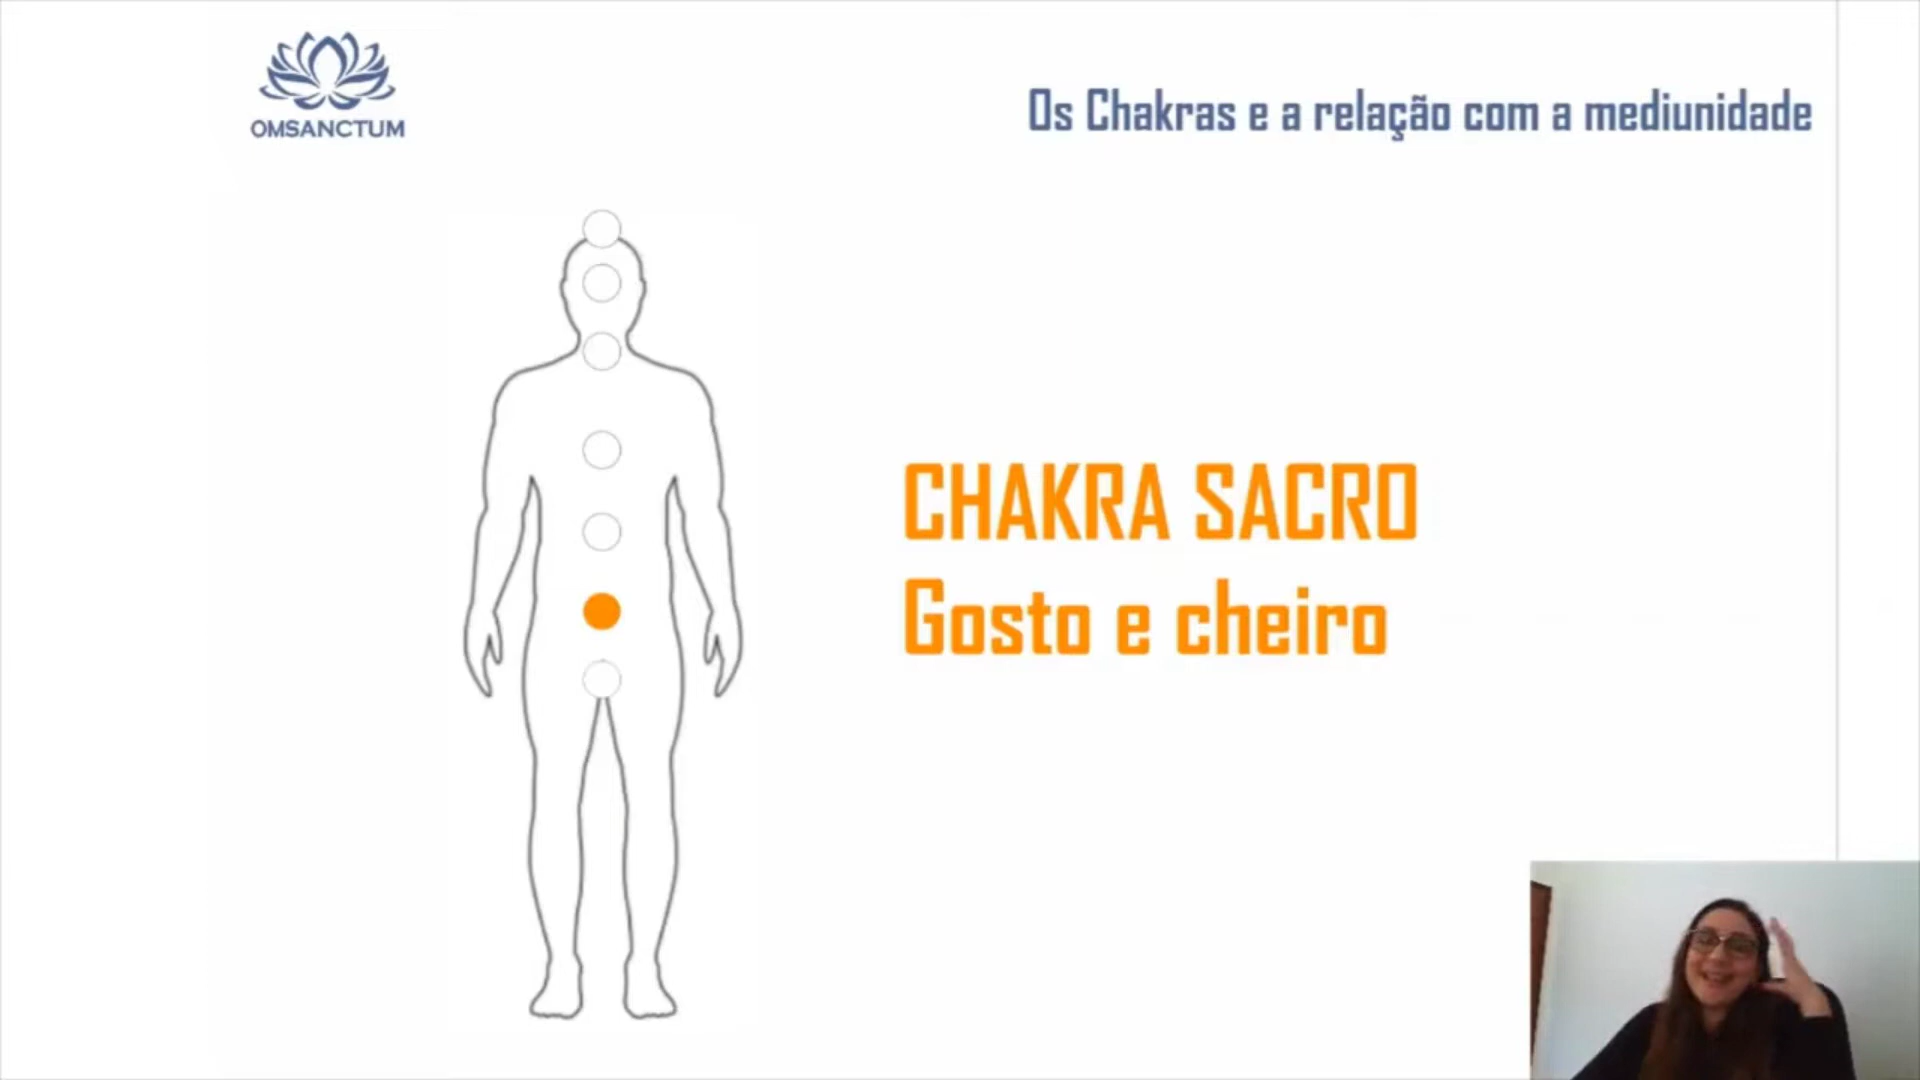 OMSANCTUM
Os Chakras e a relação com a mediunidade
CHAKRA SACRO
Gosto e cheiro